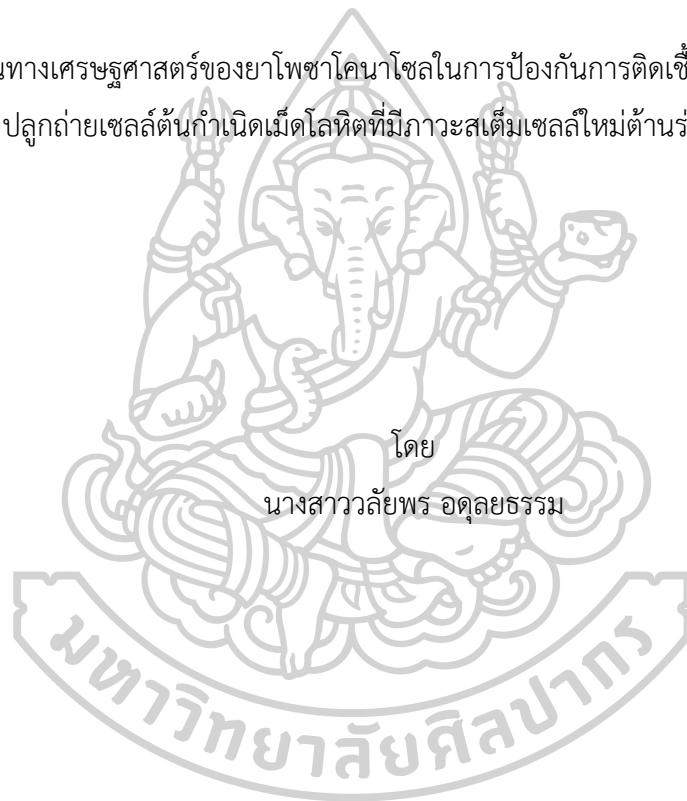 นทางเศรษฐศาสตร์ของยาโพซาโคนาโซลในการป้องกันการติดเชื้
ปลูกถ่ายเซลล์ต้นกำเนิดเม็ดโลหิตที่มีภาวะสเต็มเซลล์ใหม่ต้านร่
โดย
นางสาววลัยพร อดุลยธรรม
มหาวิทยาลัยศิลปากร